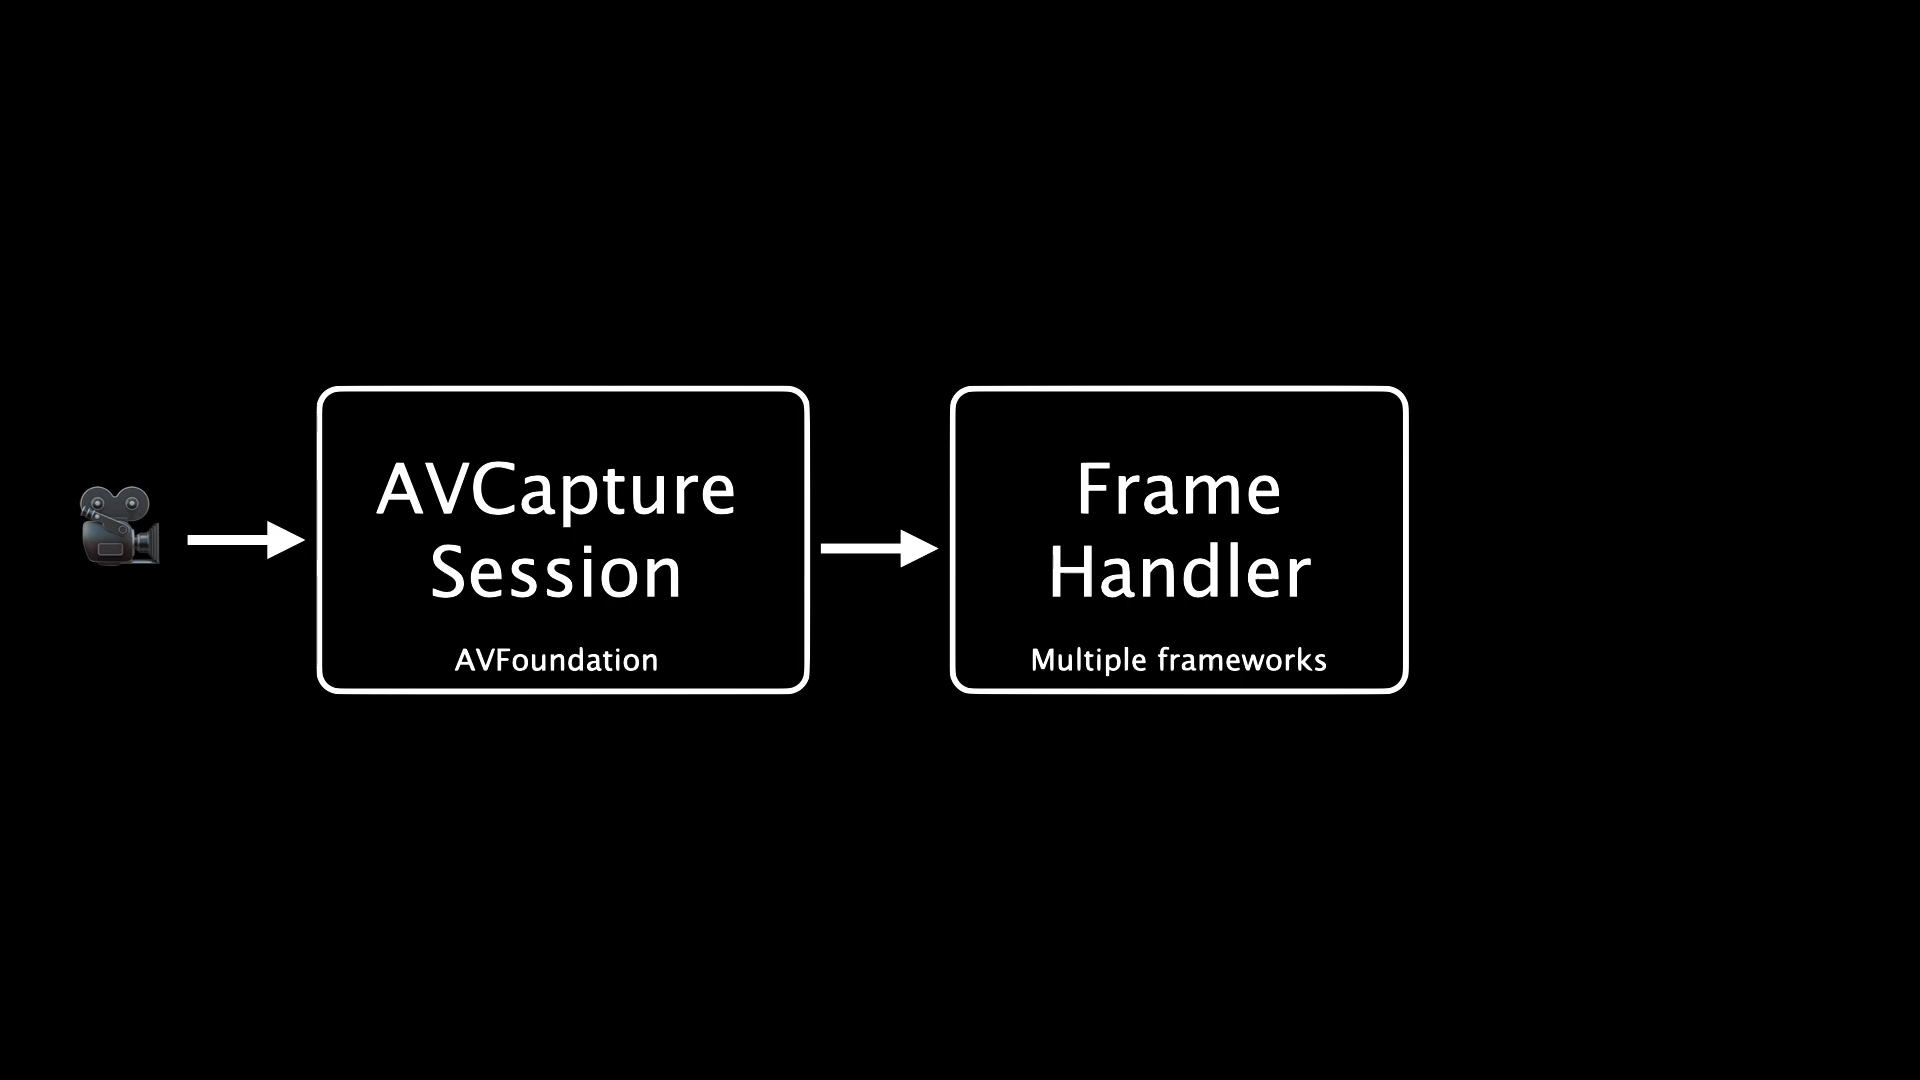 AVCapture
Session
AVFoundation
Frame
Handler
Multiple frameworks